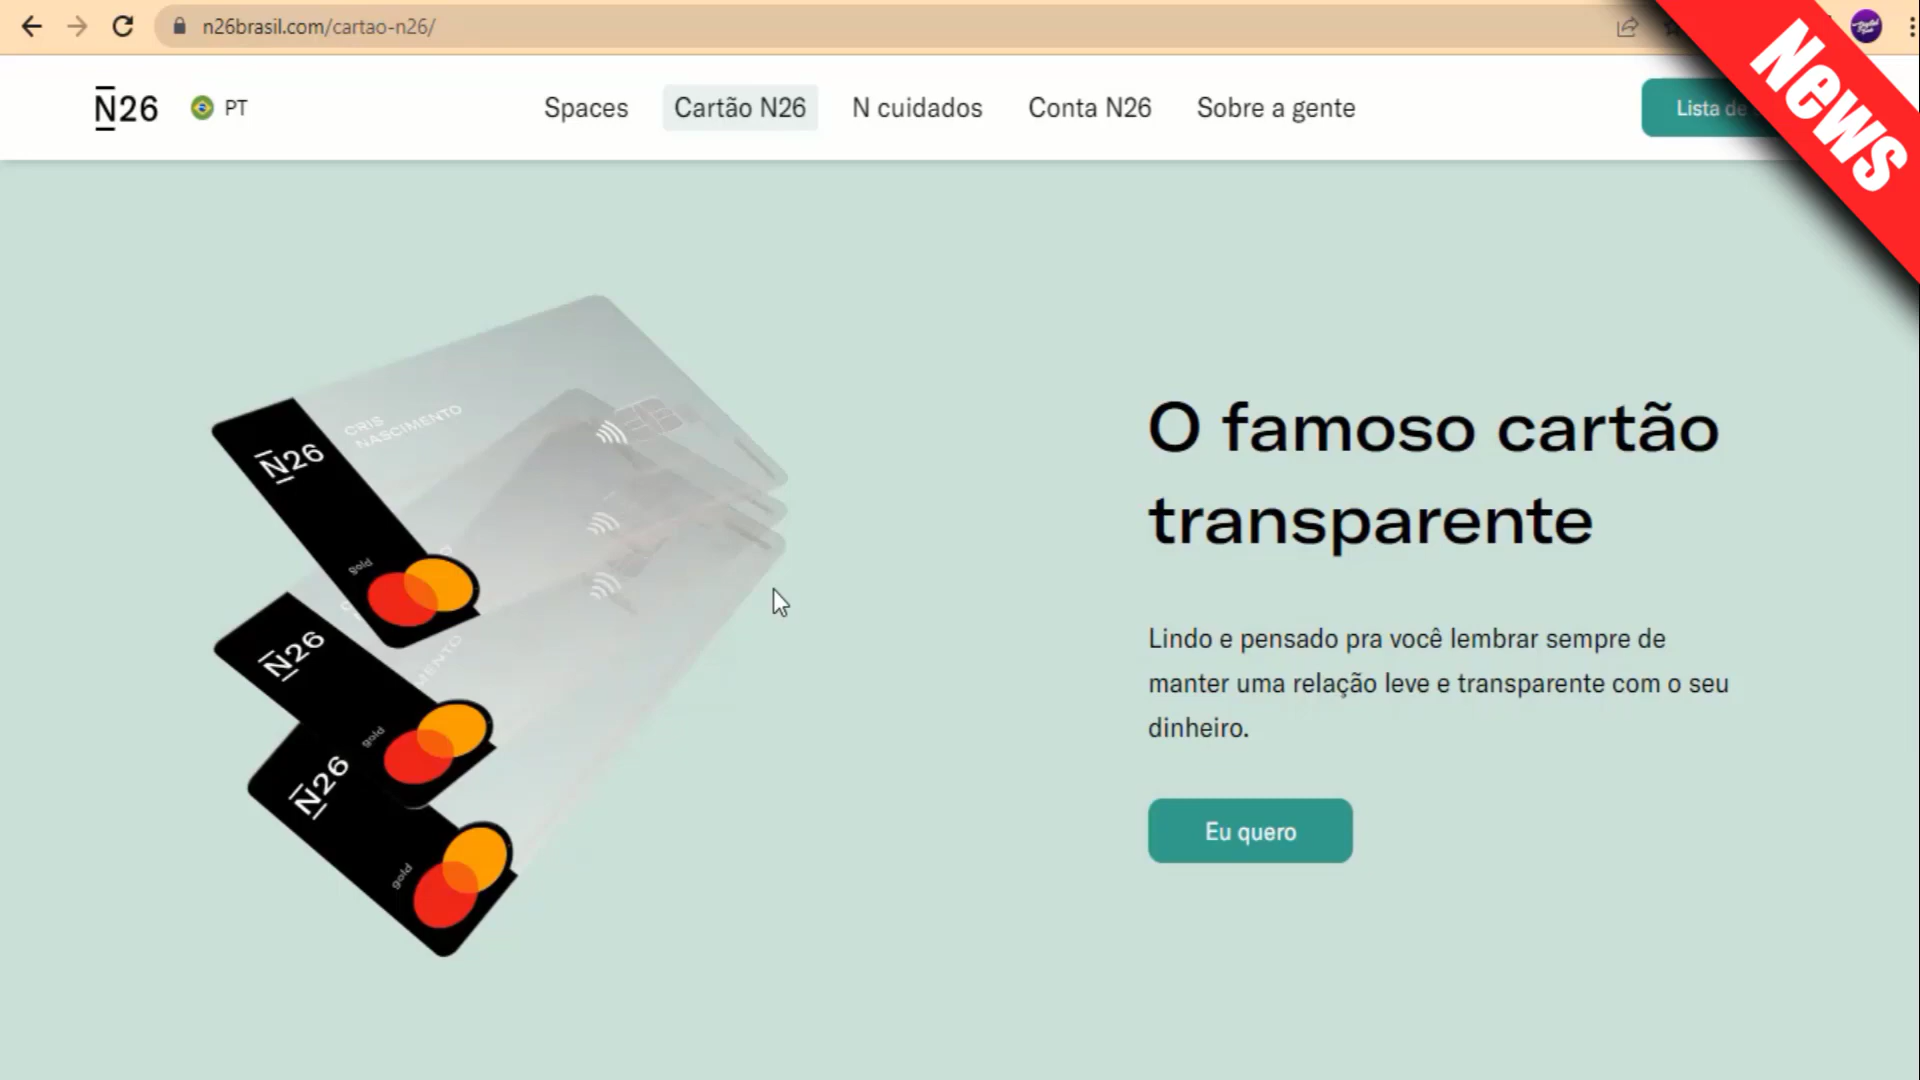 n26brasil.com/cartao-n26/
News
N26
PT
Spaces
Cartão N26
N cuidados
Conta N26
Sobre a gente
Lista de
O famoso cartão
transparente
Lindo e pensado pra você lembrar sempre de
manter uma relação leve e transparente com o seu
dinheiro.
Eu quero
N26
CRIS
NASCIMENTO
gold
N26
gold
N26
gold